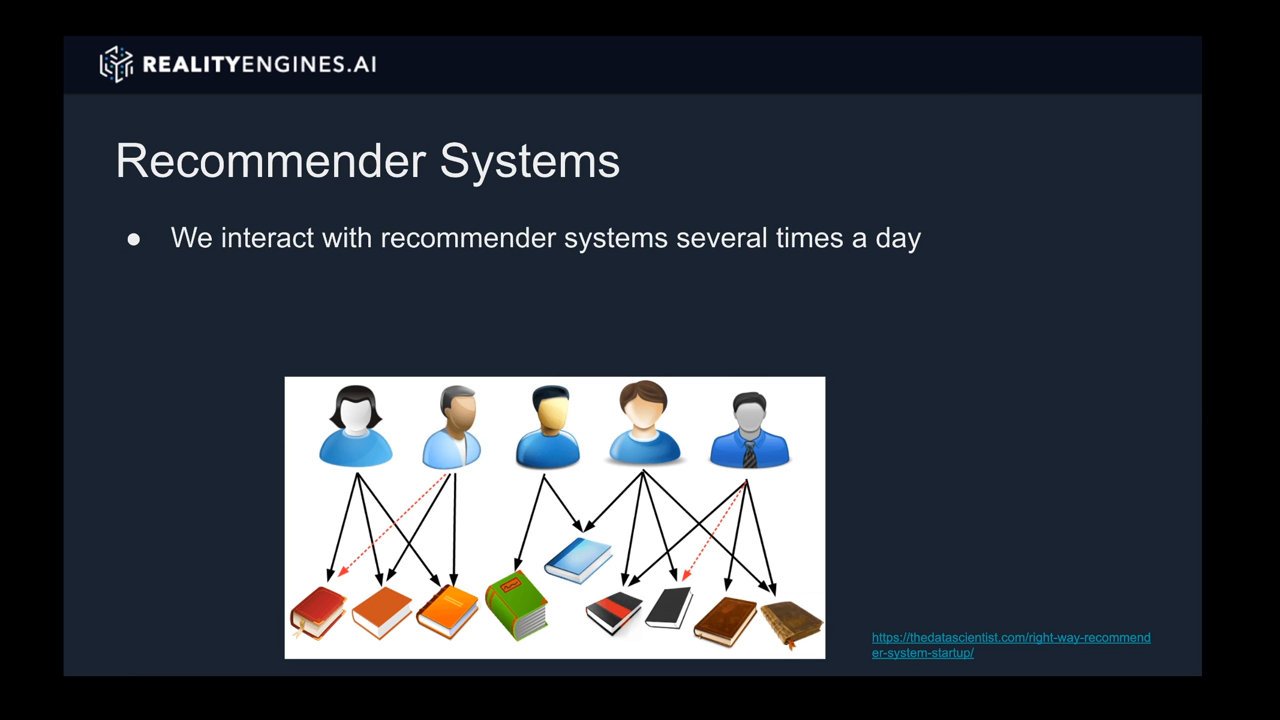 REALITYENGINES.AI
Recommender Systems
● We interact with recommender systems several times a day
https://thedatascientist.com/right-way-recommend
er-system-startup/